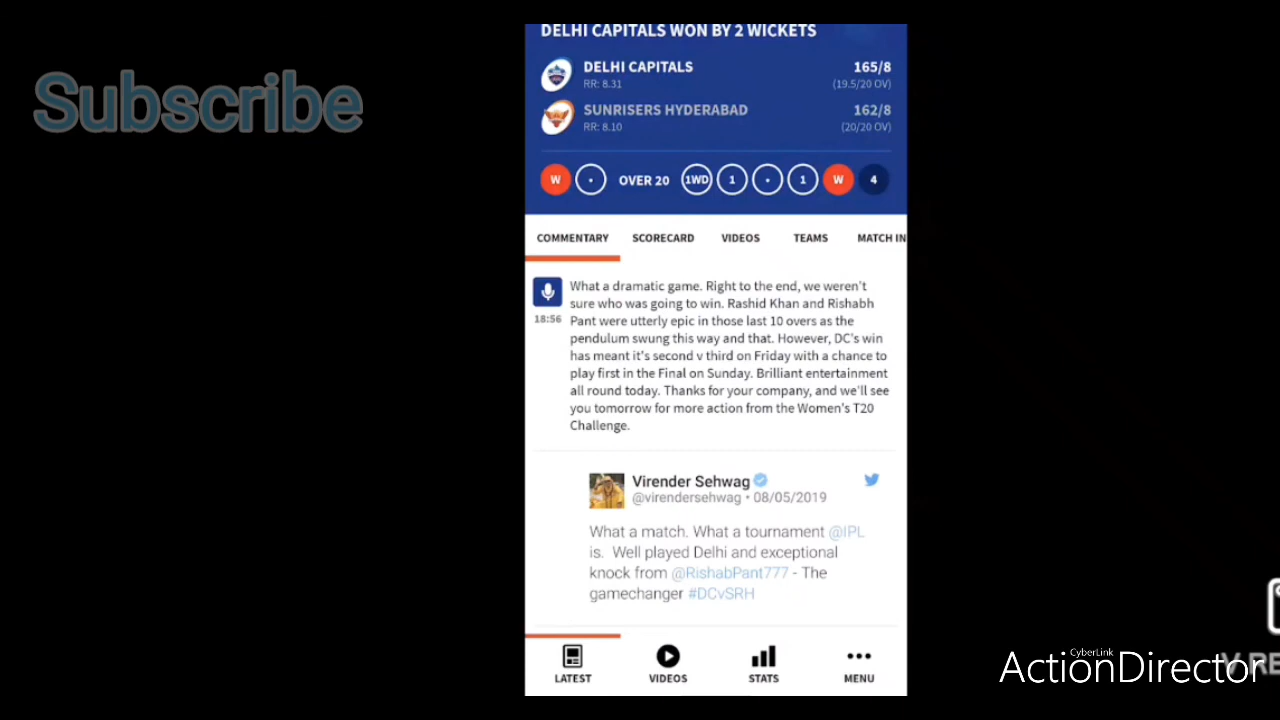 Subscribe
DELHI CAPITALS WON BY 2 WICKETS
DELHI CAPITALS 165/8
RR: 8.31 (19.5/20 OV)
SUNRISERS HYDERABAD 162/8
RR: 8.10 (20/20 OV)
W • OVER 20 1WD 1 • 1 W 4
COMMENTARY SCORECARD VIDEOS TEAMS MATCH IN
What a dramatic game. Right to the end, we weren't
sure who was going to win. Rashid Khan and Rishabh
18:56 Pant were utterly epic in those last 10 overs as the
pendulum swung this way and that. However, DC's win
has meant it's second v third on Friday with a chance to
play first in the Final on Sunday. Brilliant entertainment
all round today. Thanks for your company, and we'll see
you tomorrow for more action from the Women's T20
Challenge.
Virender Sehwag
@virendersehwag • 08/05/2019
What a match. What a tournament @IPL
is. Well played Delhi and exceptional
knock from @RishabPant777 - The
gamechanger #DCvSRH
LATEST VIDEOS STATS MENU
CyberLink
ActionDirector